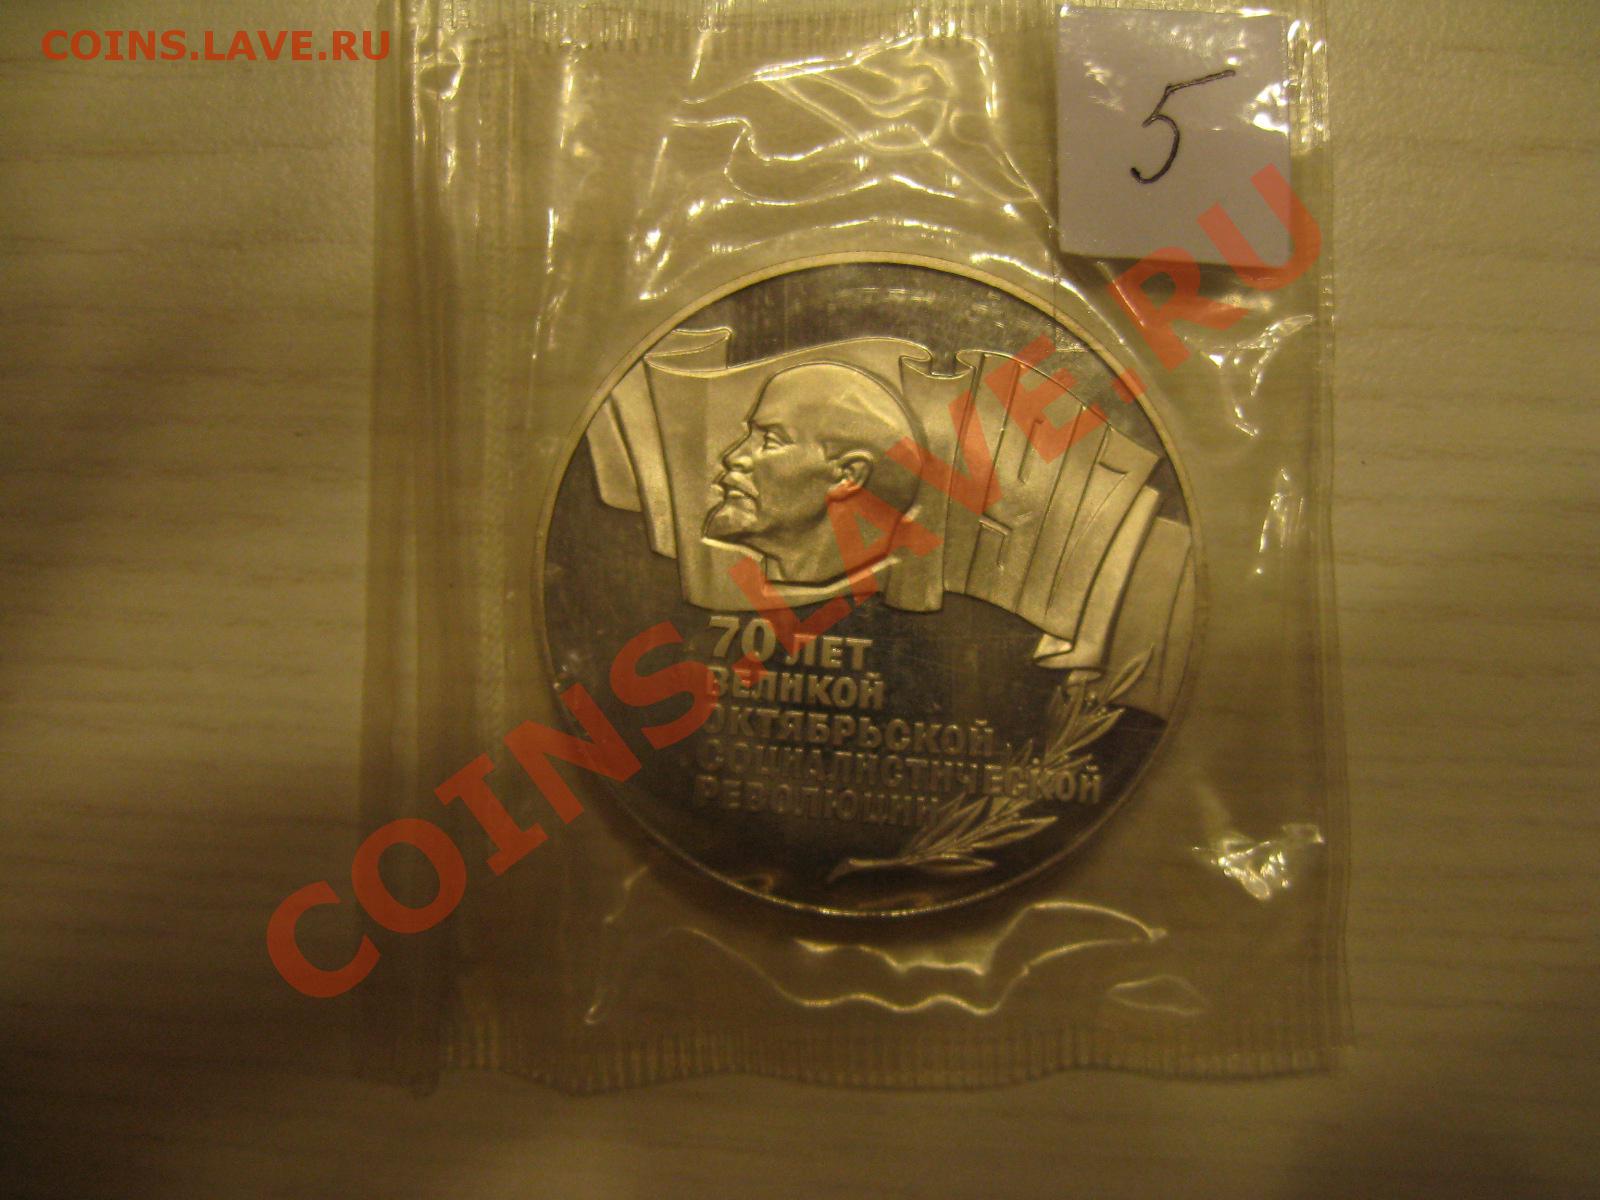 COINS.LAVE.RU
5
1917
70 ЛЕТ
ВЕЛИКОЙ
ОКТЯБРЬСКОЙ
СОЦИАЛИСТИЧЕСКОЙ
РЕВОЛЮЦИИ
COINS.LAVE.RU